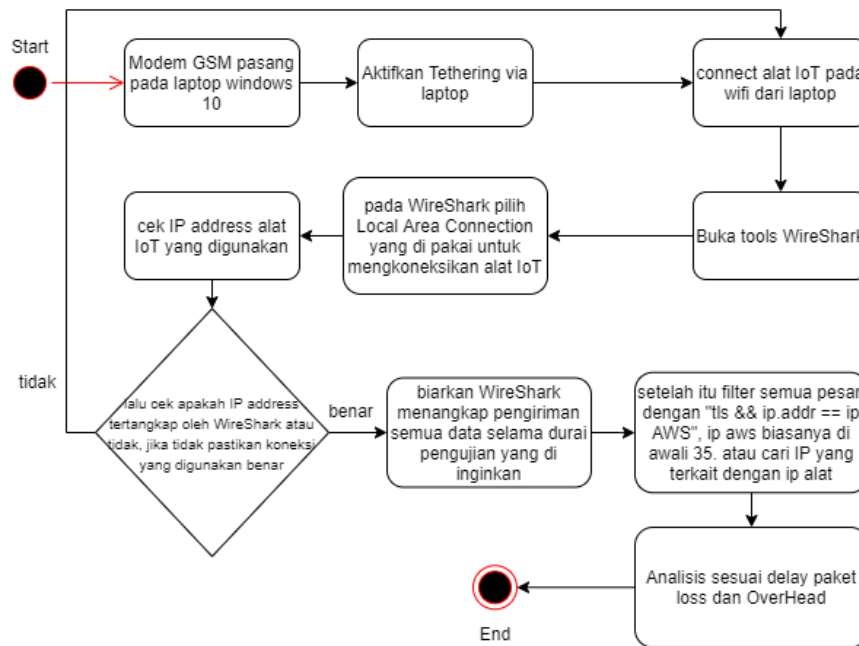 Start
Modem GSM pasang
pada laptop windows
10
Aktifkan Tethering via
laptop
connect alat IoT pada
wifi dari laptop
Buka tools WireShark
pada WireShark pilih
Local Area Connection
yang di pakai untuk
mengkoneksikan alat IoT
cek IP address alat
IoT yang digunakan
lalu cek apakah IP address
tertangkap oleh WireShark atau
tidak, jika tidak pastikan koneksi
yang digunakan benar
tidak
benar
biarkan WireShark
menangkap pengiriman
semua data selama durai
pengujian yang di
inginkan
setelah itu filter semua pesan
dengan "tls && ip.addr == ip
AWS", ip aws biasanya di
awali 35. atau cari IP yang
terkait dengan ip alat
Analisis sesuai delay paket
loss dan OverHead
End